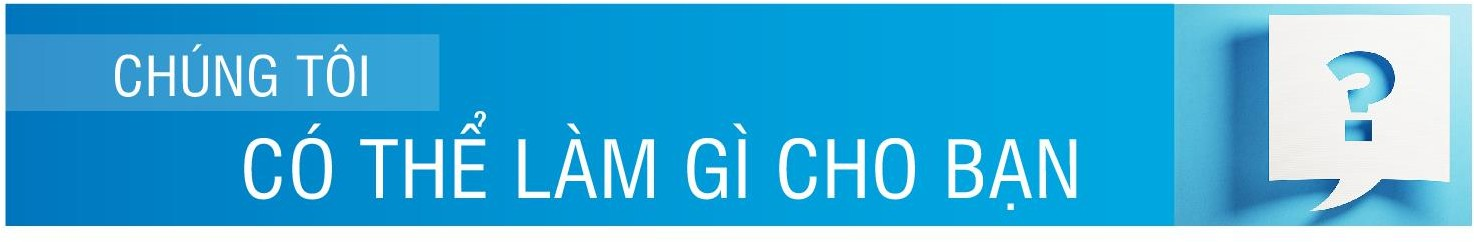 CHÚNG TÔI
CÓ THỂ LÀM GÌ CHO BẠN
?